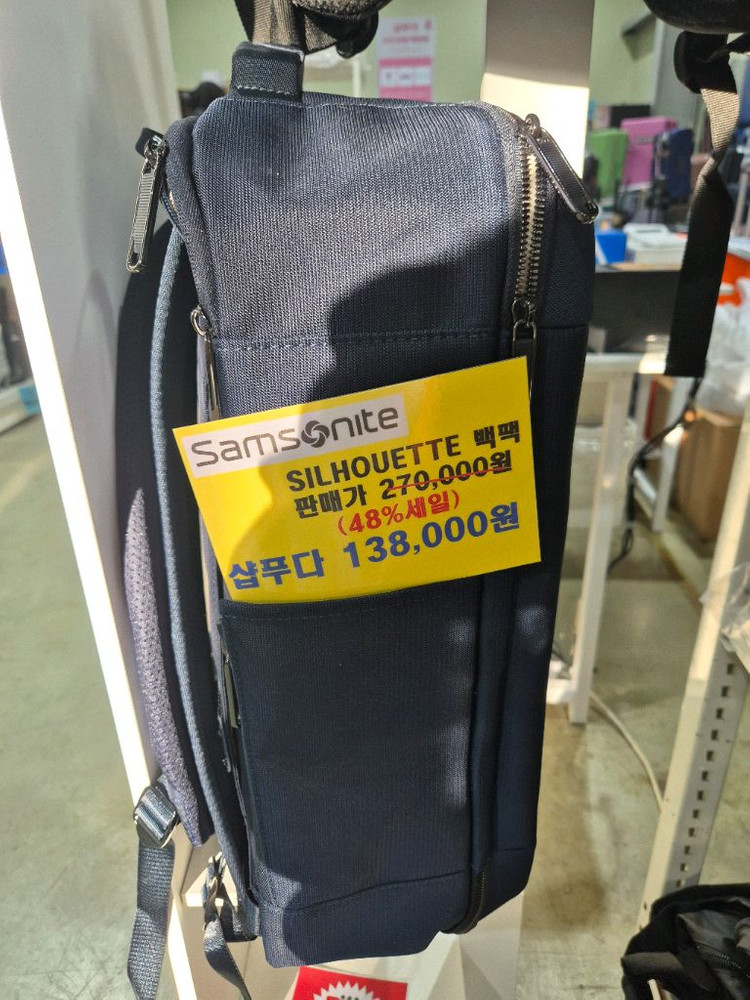 Samsonite
SILHOUETTE 백팩
판매가 270,000원
(48%세일)
샵푸다 138,000원